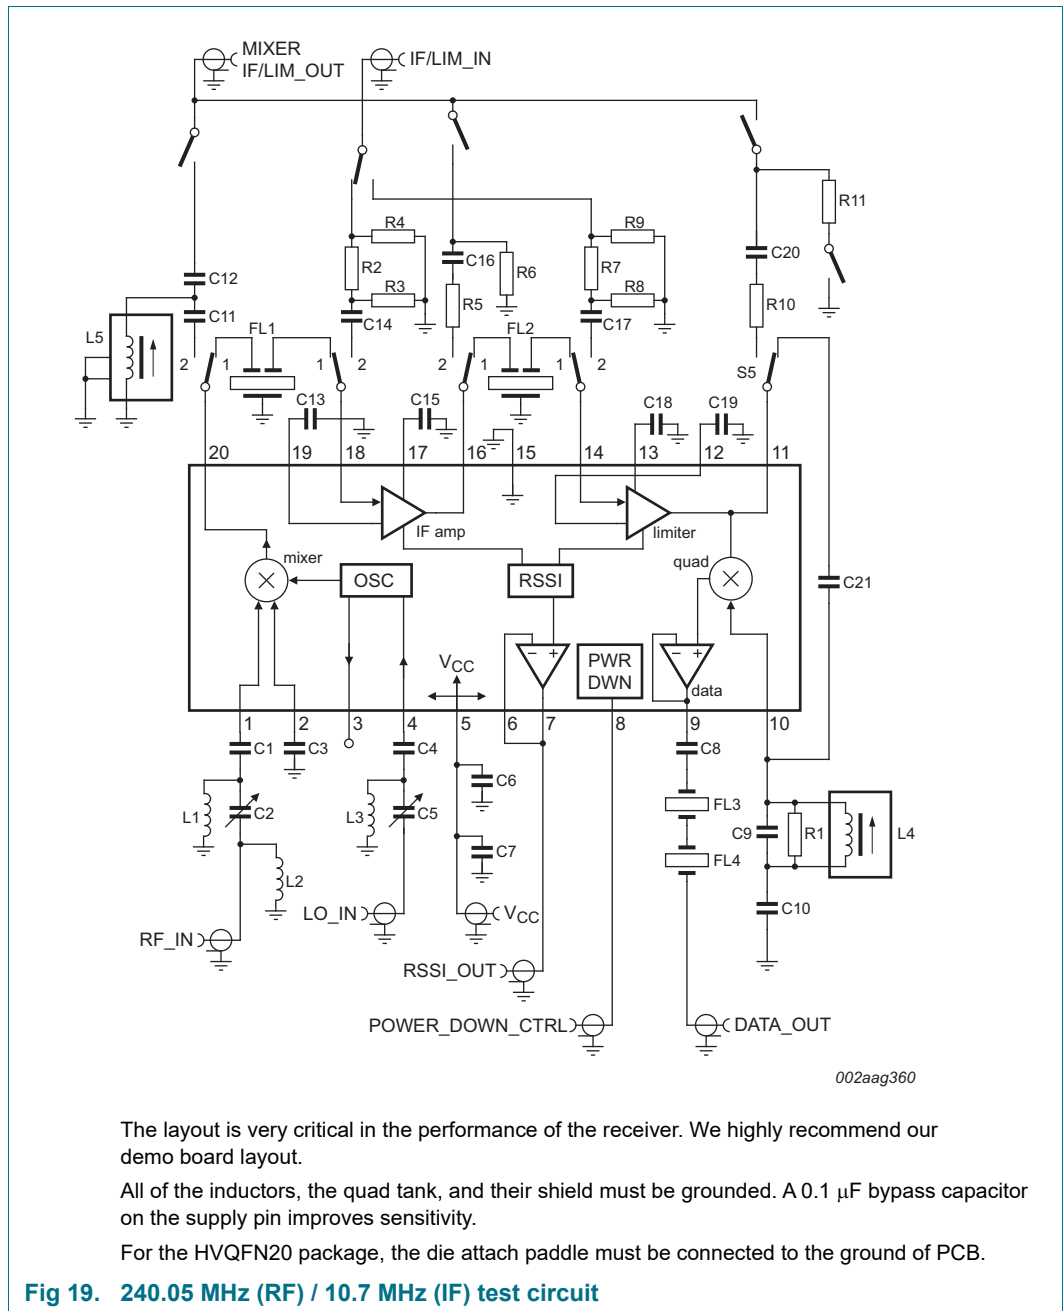 MIXER
IF/LIM_OUT
IF/LIM_IN
R11
R4
R9
C16
C20
R2
R6
R7
C12
R3
R8
R5
R10
C11
C14
C17
L5
FL1
FL2
2
1
1
2
2
1
1
2
S5
C13
C15
C18
C19
20
19
18
17
16
15
14
13
12
11
IF amp
limiter
mixer
quad
OSC
RSSI
C21
VCC
− +
PWR
DWN
− +
data
1
2
3
4
5
6
7
8
9
10
C1
C3
C4
C8
C6
L1
C2
L3
C5
FL3
C9
R1
L4
C7
FL4
L2
C10
LO_IN
VCC
RF_IN
RSSI_OUT
POWER_DOWN_CTRL
DATA_OUT
002aag360
The layout is very critical in the performance of the receiver. We highly recommend our
demo board layout.
All of the inductors, the quad tank, and their shield must be grounded. A 0.1 μF bypass capacitor
on the supply pin improves sensitivity.
For the HVQFN20 package, the die attach paddle must be connected to the ground of PCB.
Fig 19. 240.05 MHz (RF) / 10.7 MHz (IF) test circuit